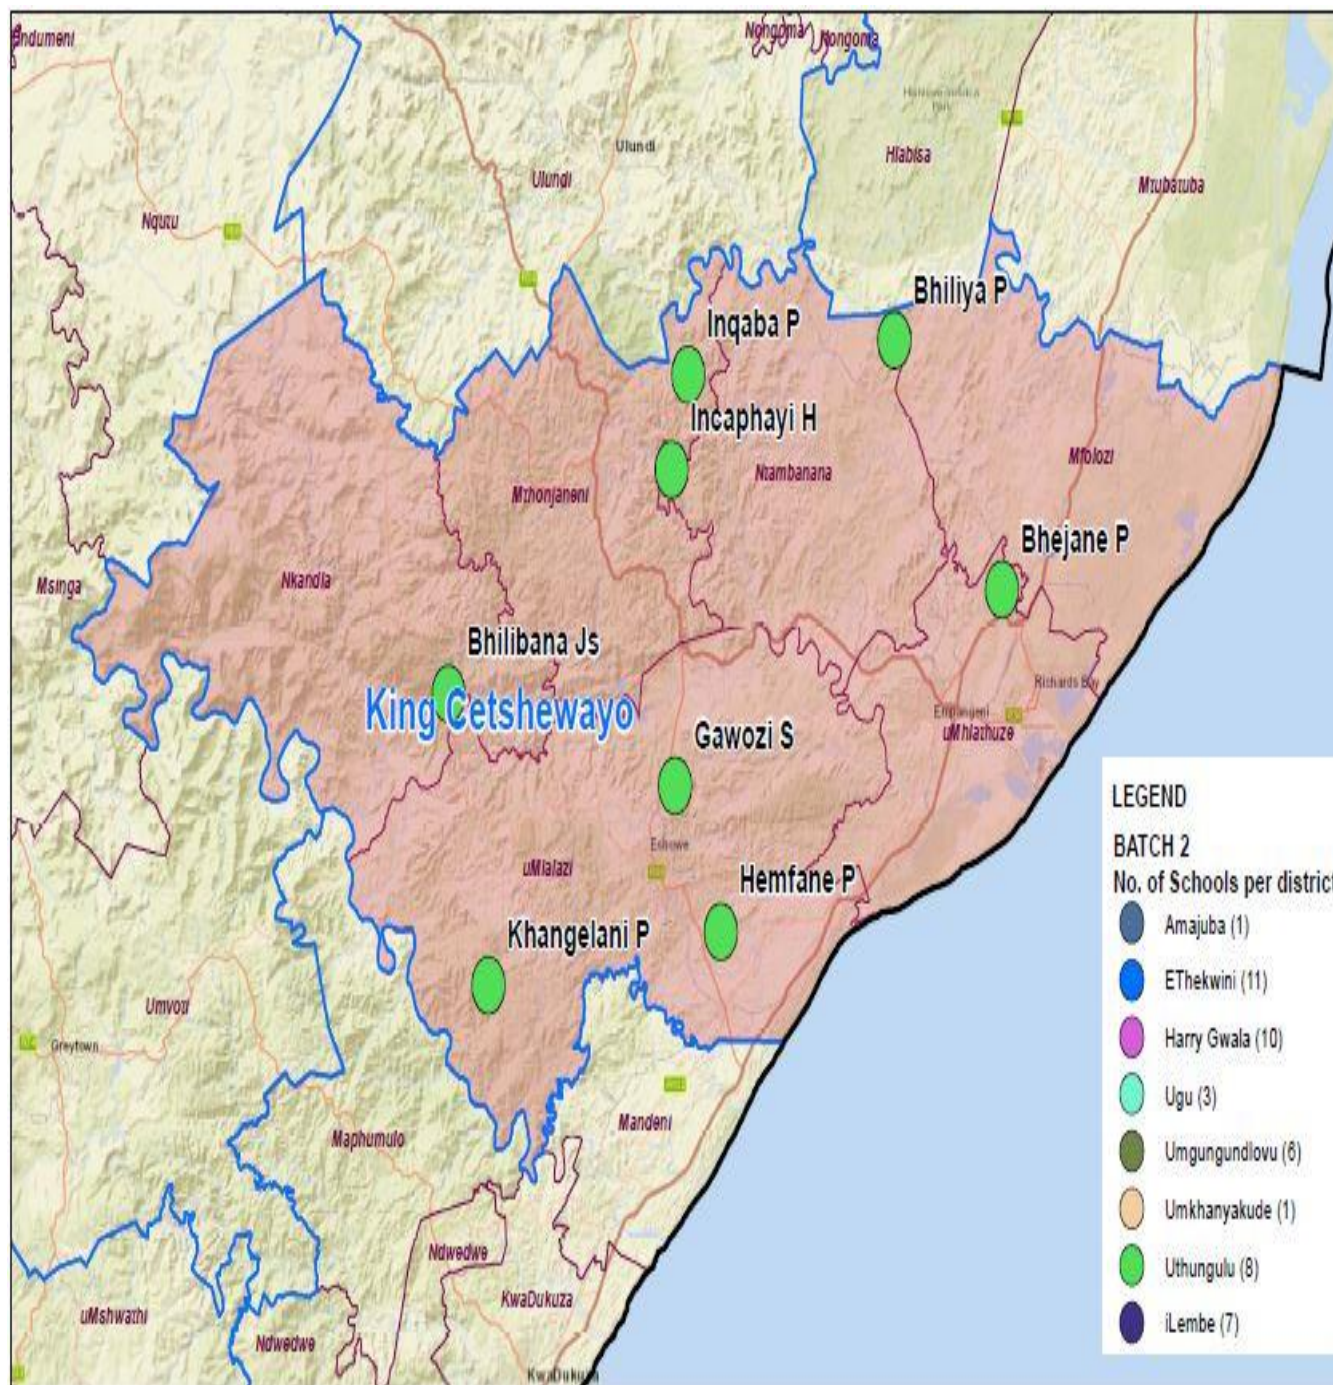 Endumeni
Nongoma
Nongoma
Ulundi
Hlabisa
Ulundi
Mtubatuba
Nqutu
Bhiliya P
Inqaba P
Incaphayi H
Mfolozi
Ntambanana
Mthonjaneni
Bhejane P
Nkandla
Msinga
Bhilibana Js
Richards Bay
King Cetshewayo
Empangeni
uMhlathuze
Gawozi S
Eshowe
uMlalazi
Hemfane P
Khangelani P
Umvoti
Greytown
Mandeni
Maphumulo
Ndwedwe
KwaDukuza
uMshwathi
Ndwedwe
KwaDukuza
LEGEND
BATCH 2
No. of Schools per district
Amajuba (1)
EThekwini (11)
Harry Gwala (10)
Ugu (3)
Umgungundlovu (6)
Umkhanyakude (1)
Uthungulu (8)
iLembe (7)